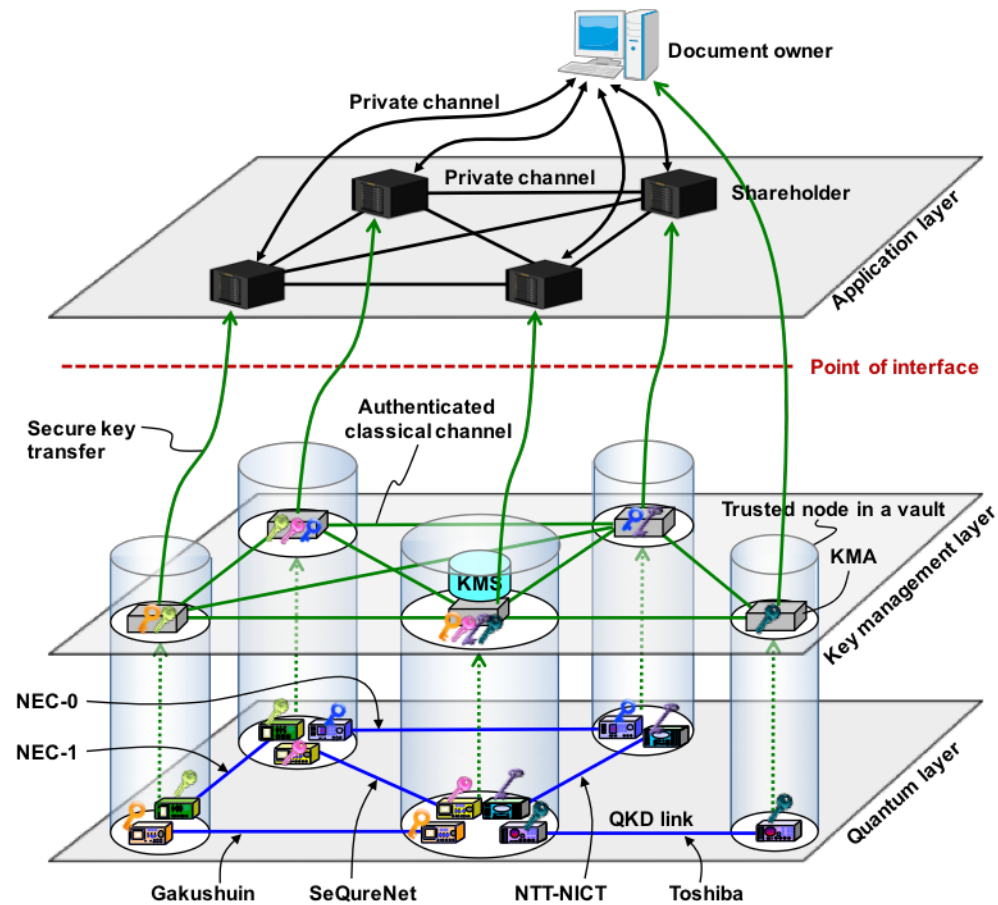 Document owner
Private channel
Private channel
Shareholder
Application layer
Point of interface
Authenticated
classical channel
Secure key
transfer
Trusted node in a vault
KMS
KMA
Key management layer
NEC-0
NEC-1
QKD link
Quantum layer
Gakushuin
SeQureNet
NTT-NICT
Toshiba